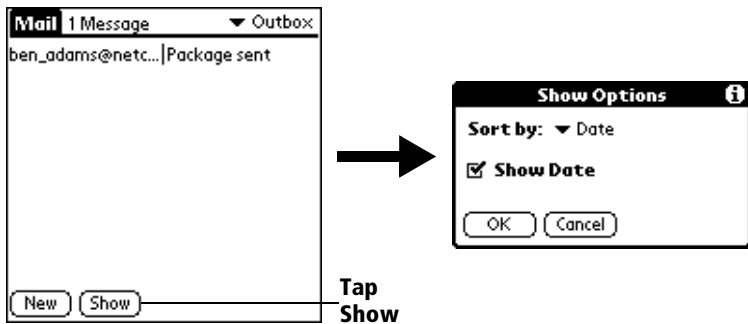 Mail 1 Message Outbox
ben_adams@netc... Package sent
New Show
Tap
Show
Show Options
Sort by: Date
Show Date
OK Cancel